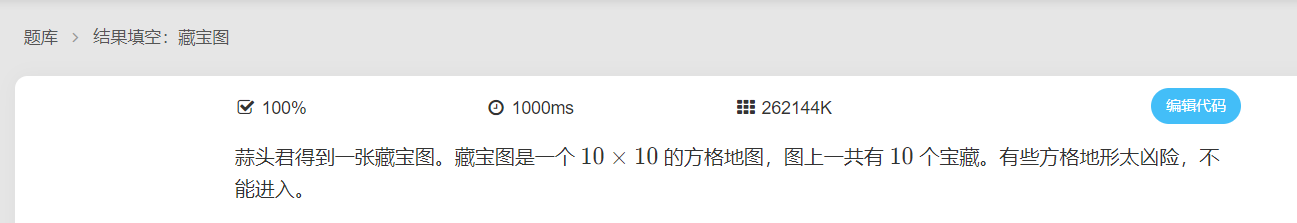 题库 > 结果填空：藏宝图
100% 1000ms 262144K 编辑代码
蒜头君得到一张藏宝图。藏宝图是一个 10 × 10 的方格地图，图上一共有 10 个宝藏。有些方格地形太凶险，不
能进入。